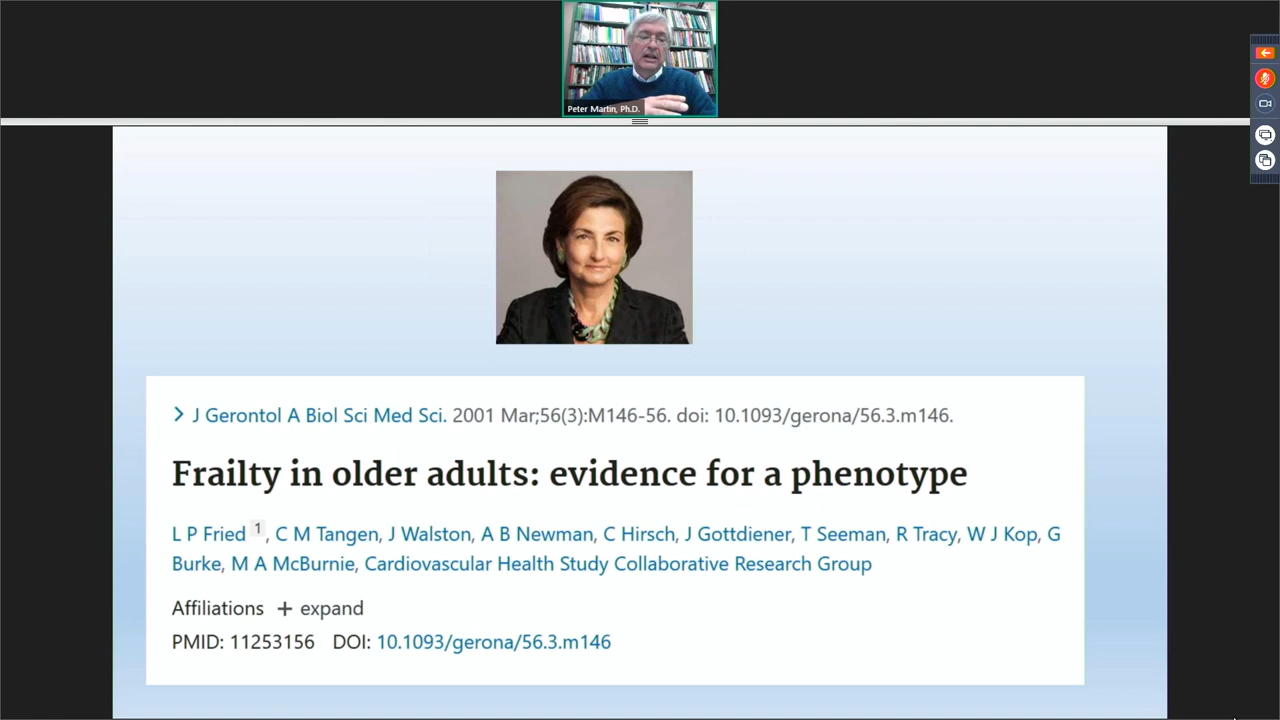 Peter Martin, Ph.D.
J Gerontol A Biol Sci Med Sci. 2001 Mar;56(3):M146-56. doi: 10.1093/gerona/56.3.m146.
Frailty in older adults: evidence for a phenotype
L P Fried 1, C M Tangen, J Walston, A B Newman, C Hirsch, J Gottdiener, T Seeman, R Tracy, W J Kop, G
Burke, M A McBurnie, Cardiovascular Health Study Collaborative Research Group
Affiliations + expand
PMID: 11253156 DOI: 10.1093/gerona/56.3.m146